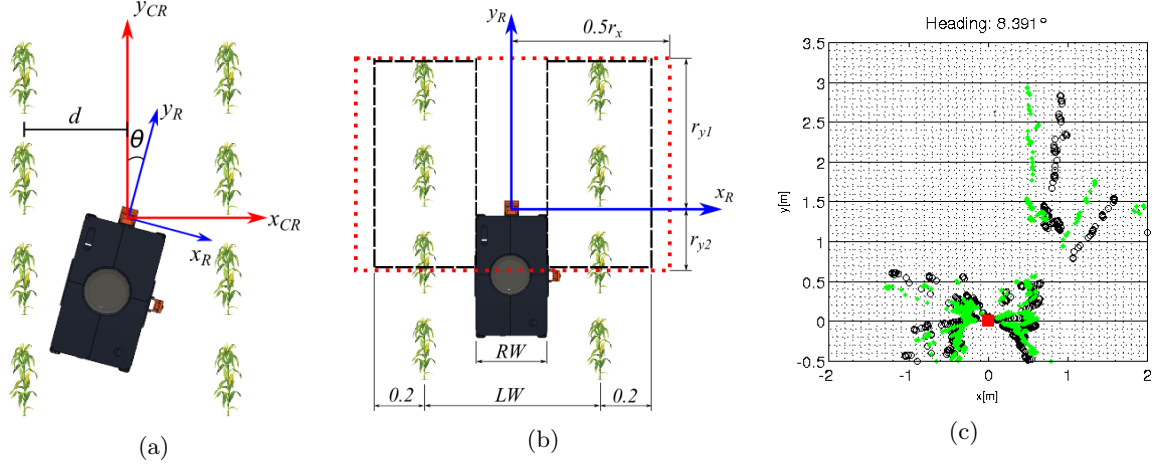 y_CR
y_R
d
θ
x_CR
x_R
(a)
y_R
0.5r_x
r_y1
x_R
r_y2
RW
0.2
LW
0.2
(b)
Heading: 8.391°
3.5
3
2.5
2
1.5
1
0.5
0
-0.5
y[m]
-2
-1
0
1
2
x[m]
(c)